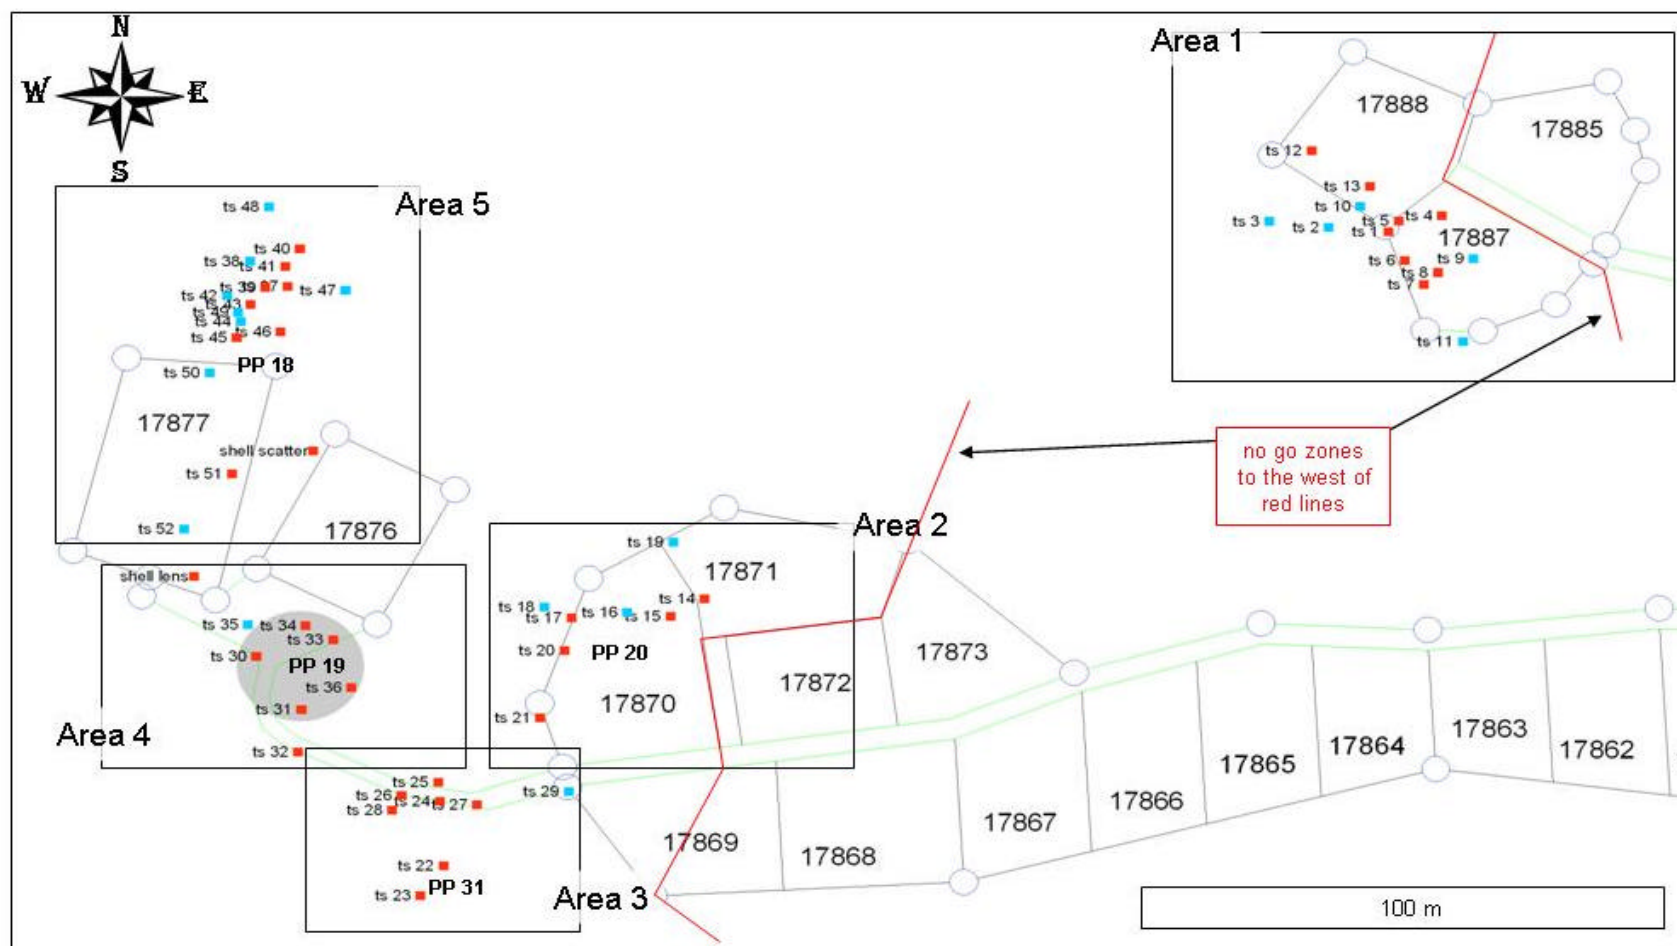 N
W E
S
Area 1
17888
17885
ts 12
ts 13
ts 10
ts 3
ts 2
ts 5
ts 4
ts 1
17887
ts 6
ts 9
ts 8
ts 7
ts 11
Area 5
ts 48
ts 40
ts 38
ts 41
ts 39
37
ts 47
ts 42
ts 43
ts 49
ts 44
ts 46
ts 45
PP 18
ts 50
17877
shell scatter
ts 51
ts 52
17876
no go zones
to the west of
red lines
Area 2
ts 19
17871
shell lens
ts 14
ts 18
ts 17
ts 16
ts 15
ts 35
ts 34
ts 33
ts 30
PP 19
ts 36
ts 31
ts 20
PP 20
17873
17872
17870
ts 21
Area 4
ts 32
17863
17864
17862
17865
17866
17867
ts 25
ts 26
ts 24
ts 27
ts 28
ts 29
17869
17868
ts 22
PP 31
ts 23
Area 3
100 m